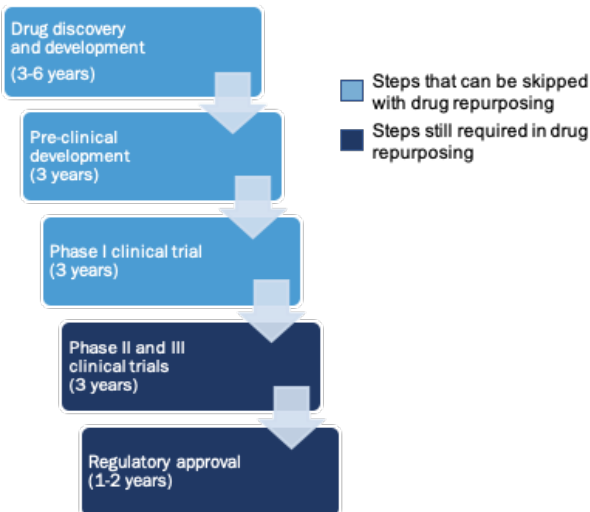 Drug discovery
and development
(3-6 years)
Steps that can be skipped
with drug repurposing
Steps still required in drug
repurposing
Pre-clinical
development
(3 years)
Phase I clinical trial
(3 years)
Phase II and III
clinical trials
(3 years)
Regulatory approval
(1-2 years)